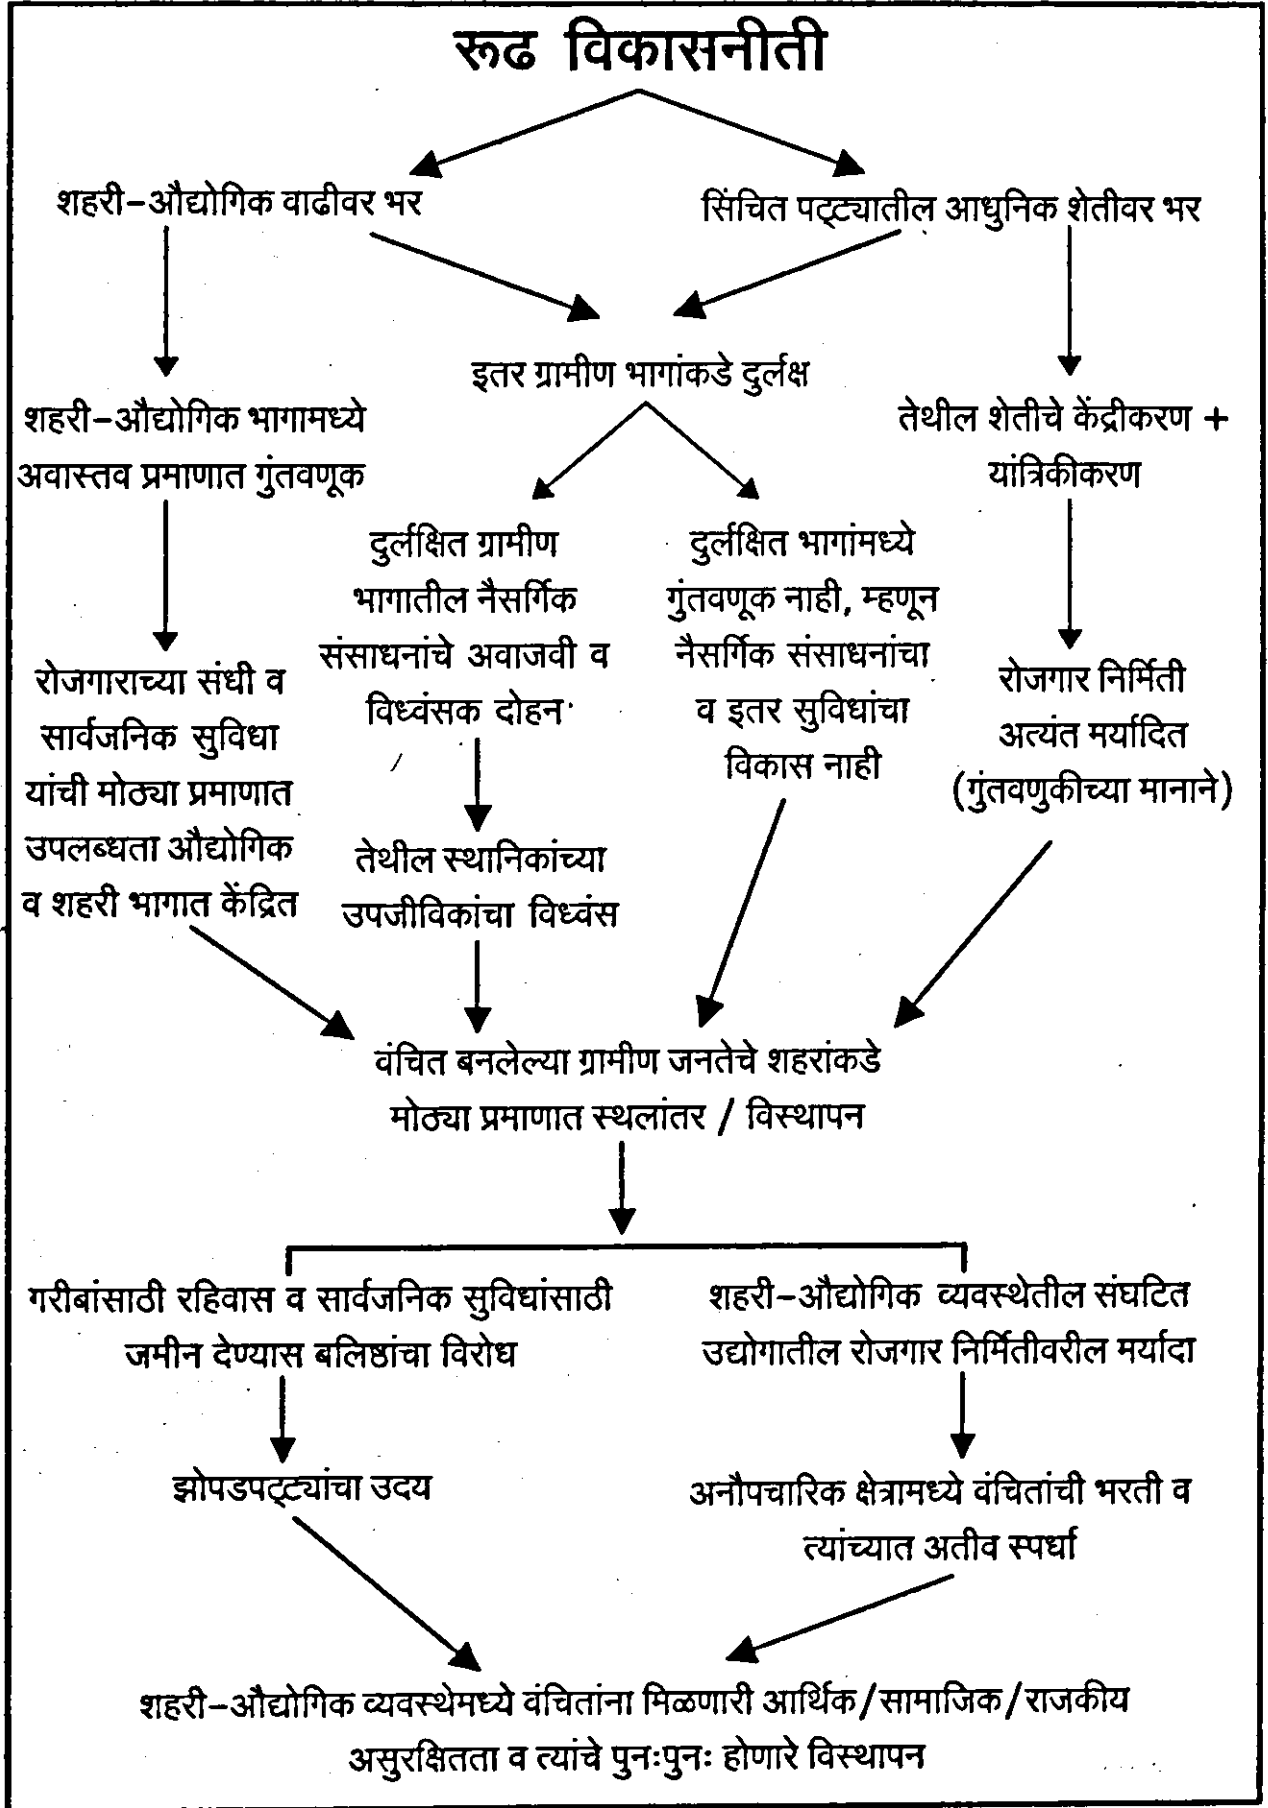 रूढ विकासनीती
शहरी-औद्योगिक वाढीवर भर
सिंचित पट्ट्यातील आधुनिक शेतीवर भर
इतर ग्रामीण भागांकडे दुर्लक्ष
शहरी-औद्योगिक भागामध्ये
अवास्तव प्रमाणात गुंतवणूक
तेथील शेतीचे केंद्रीकरण +
यांत्रिकीकरण
दुर्लक्षित ग्रामीण
भागातील नैसर्गिक
संसाधनांचे अवाजवी व
विध्वंसक दोहन
दुर्लक्षित भागांमध्ये
गुंतवणूक नाही, म्हणून
नैसर्गिक संसाधनांचा
व इतर सुविधांचा
विकास नाही
रोजगाराच्या संधी व
सार्वजनिक सुविधा
यांची मोठ्या प्रमाणात
उपलब्धता औद्योगिक
व शहरी भागात केंद्रित
रोजगार निर्मिती
अत्यंत मर्यादित
(गुंतवणुकीच्या मानाने)
तेथील स्थानिकांच्या
उपजीविकांचा विध्वंस
वंचित बनलेल्या ग्रामीण जनतेचे शहरांकडे
मोठ्या प्रमाणात स्थलांतर / विस्थापन
गरीबांसाठी रहिवास व सार्वजनिक सुविधांसाठी
जमीन देण्यास बलिष्ठांचा विरोध
शहरी-औद्योगिक व्यवस्थेतील संघटित
उद्योगातील रोजगार निर्मितीवरील मर्यादा
झोपडपट्ट्यांचा उदय
अनौपचारिक क्षेत्रामध्ये वंचितांची भरती व
त्यांच्यात अतीव स्पर्धा
शहरी-औद्योगिक व्यवस्थेमध्ये वंचितांना मिळणारी आर्थिक/सामाजिक/राजकीय
असुरक्षितता व त्यांचे पुनःपुनः होणारे विस्थापन